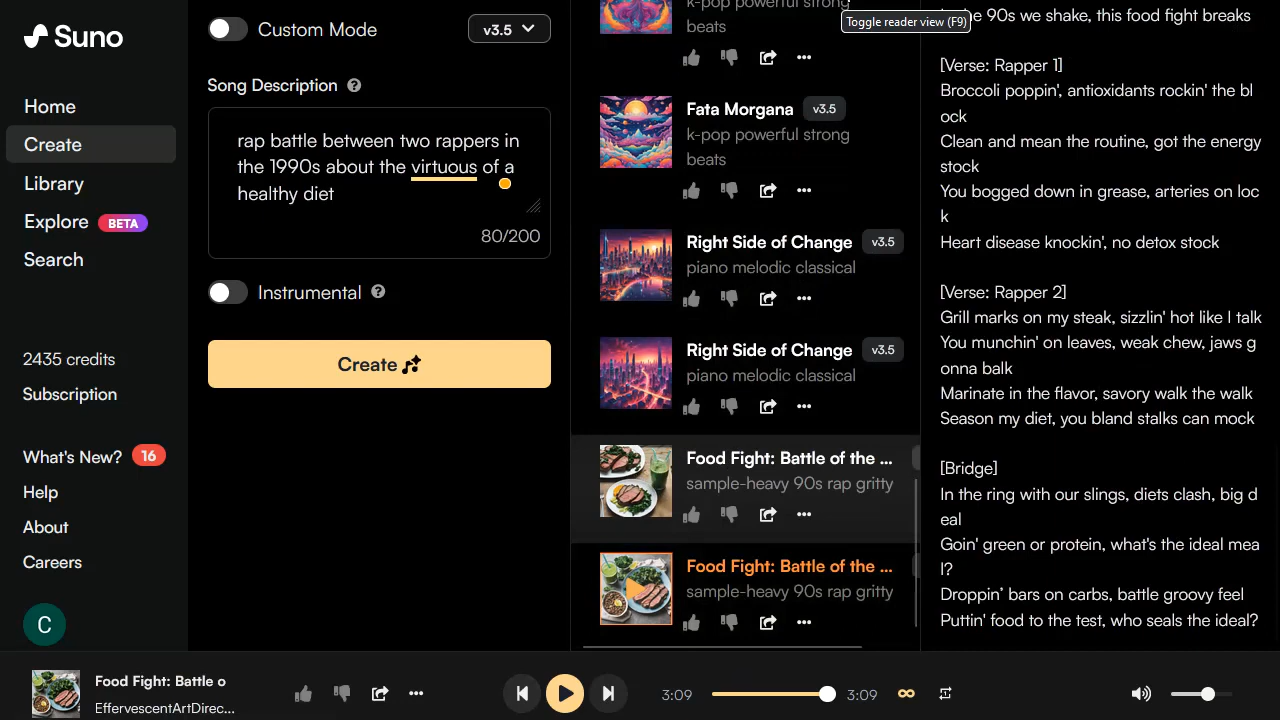 Suno
Home
Create
Library
Explore BETA
Search
2435 credits
Subscription
What's New? 16
Help
About
Careers
C
Custom Mode
v3.5
Song Description
rap battle between two rappers in
the 1990s about the virtuous of a
healthy diet
80/200
Instrumental
Create
k-pop powerful strong
beats
Fata Morgana v3.5
k-pop powerful strong
beats
Right Side of Change v3.5
piano melodic classical
Right Side of Change v3.5
piano melodic classical
Food Fight: Battle of the ...
sample-heavy 90s rap gritty
Food Fight: Battle of the ...
sample-heavy 90s rap gritty
Toggle reader view (F9)
90s we shake, this food fight breaks
[Verse: Rapper 1]
Broccoli poppin', antioxidants rockin' the bl
ock
Clean and mean the routine, got the energy
stock
You bogged down in grease, arteries on loc
k
Heart disease knockin', no detox stock
[Verse: Rapper 2]
Grill marks on my steak, sizzlin' hot like I talk
You munchin' on leaves, weak chew, jaws g
onna balk
Marinate in the flavor, savory walk the walk
Season my diet, you bland stalks can mock
[Bridge]
In the ring with our slings, diets clash, big d
eal
Goin' green or protein, what's the ideal mea
l?
Droppin' bars on carbs, battle groovy feel
Puttin' food to the test, who seals the ideal?
Food Fight: Battle o
EffervescentArtDirec...
3:09
3:09